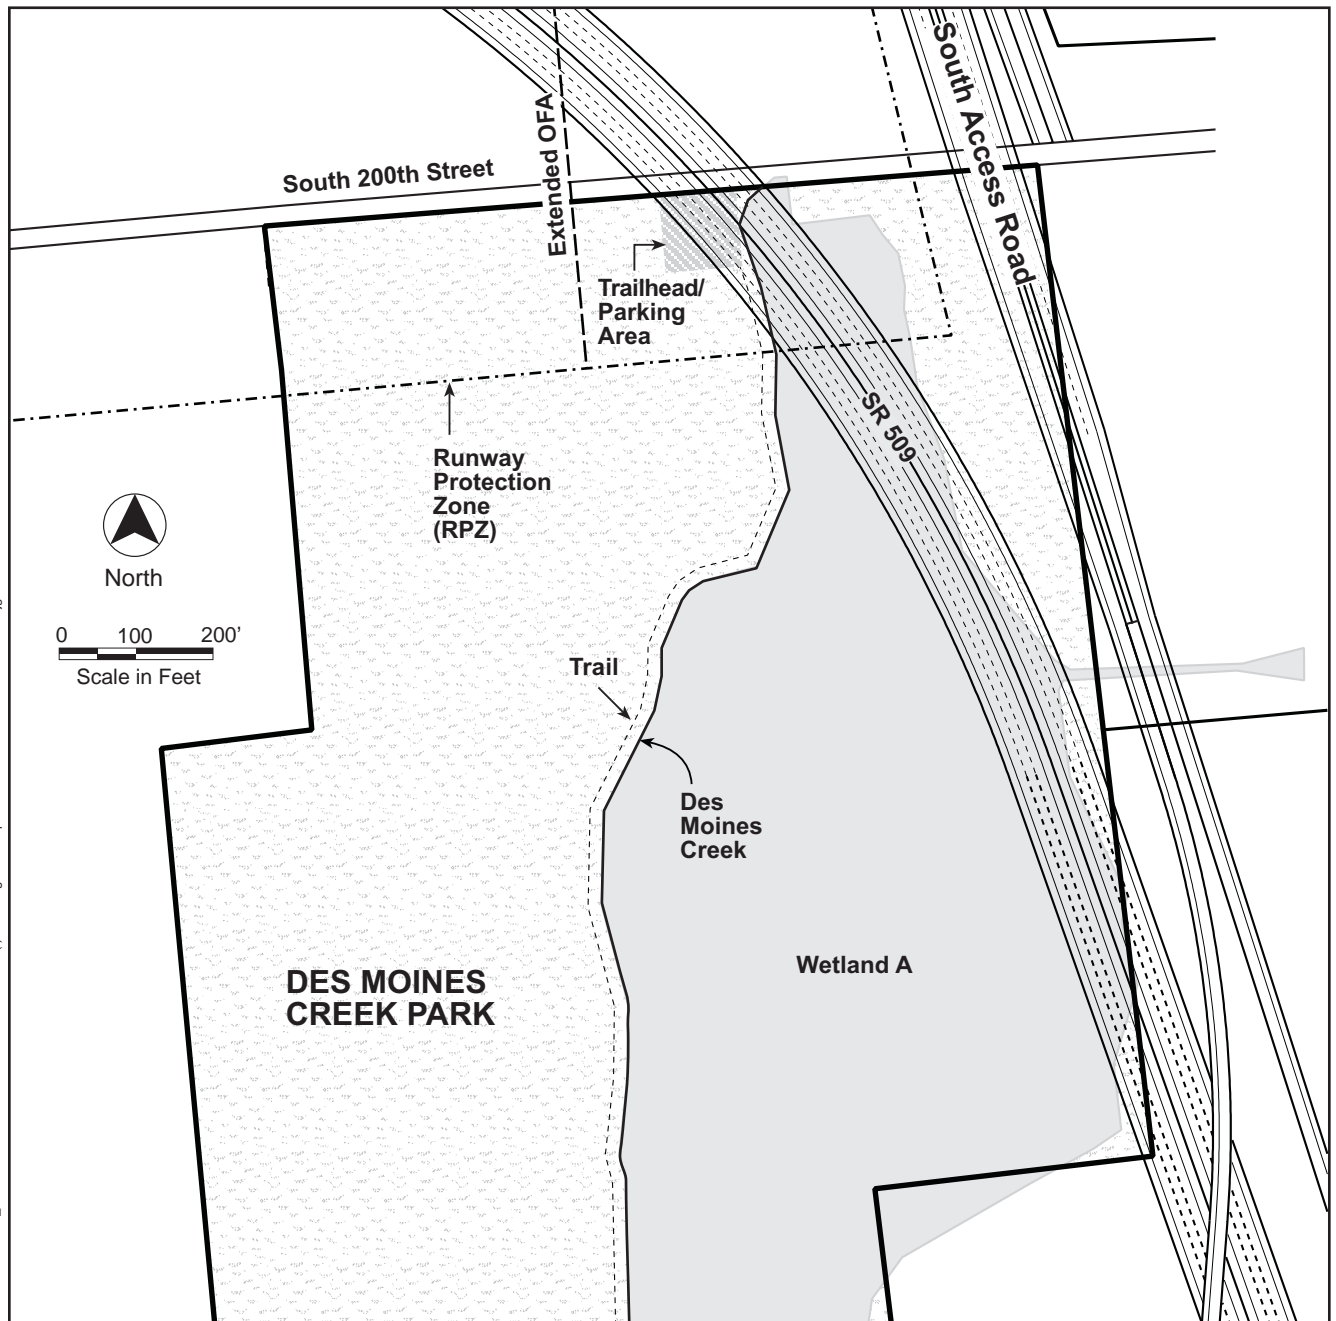 South Access Road
Extended OFA
South 200th Street
Trailhead/
Parking
Area
SR 509
Runway
Protection
Zone
(RPZ)
North
0 100 200'
Scale in Feet
Trail
Des
Moines
Creek
Wetland A
DES MOINES
CREEK PARK